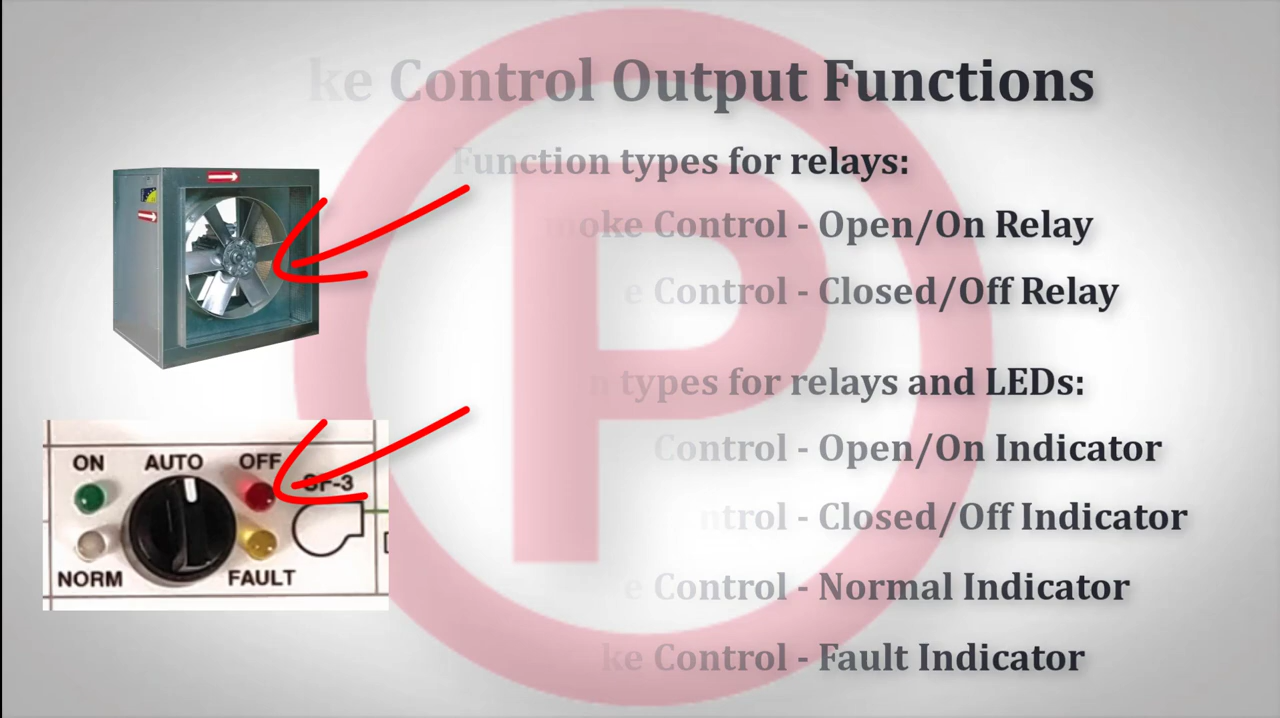 Control Output Functions
Function types for relays:
Control - Open/On Relay
Control - Closed/Off Relay
types for relays and LEDs:
Control - Open/On Indicator
- Closed/Off Indicator
Control - Normal Indicator
Control - Fault Indicator
P
ON AUTO OFF
SF-3
NORM FAULT